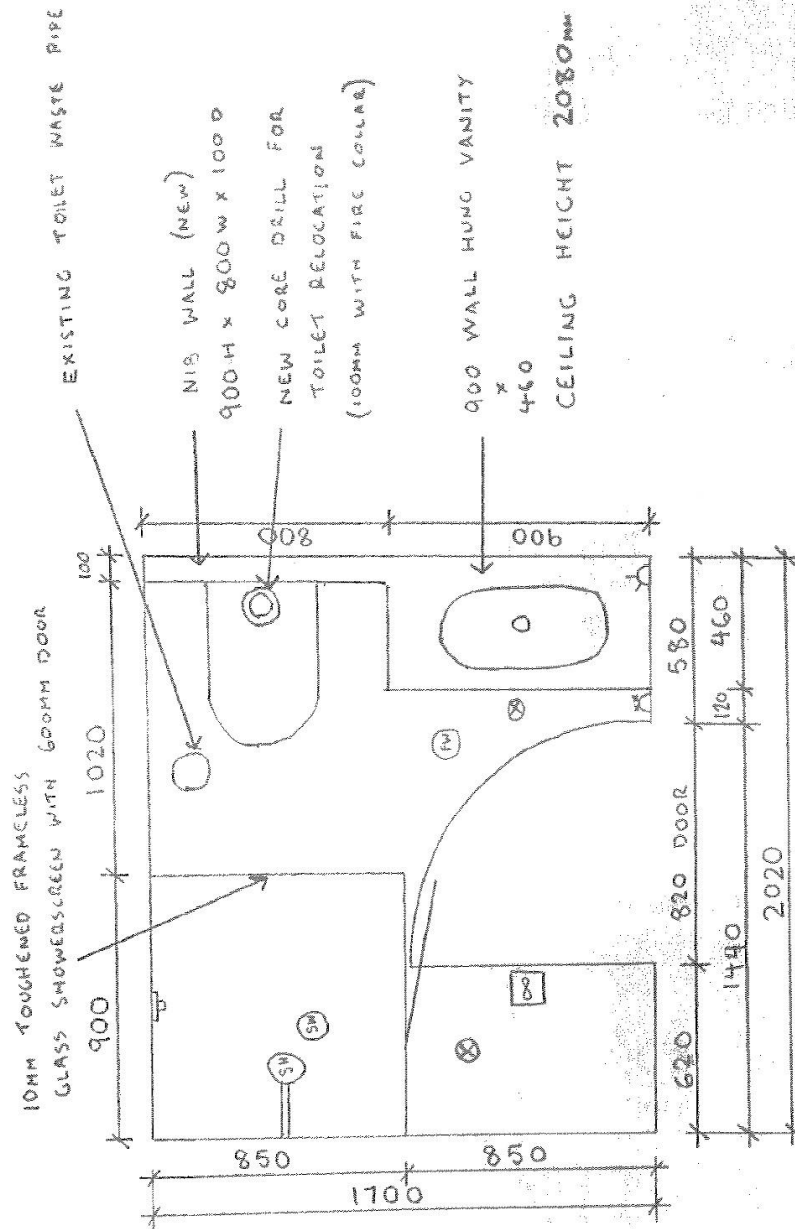 EXISTING TOILET WASTE PIPE
NIB WALL (NEW)
900H X 800W X 100D
NEW CORE DRILL FOR
TOILET RELOCATION
(100MM WITH FIRE COLLAR)
900 WALL HUNG VANITY
X
460
CEILING HEIGHT 2080mm
10MM TOUGHENED FRAMELESS
GLASS SHOWERSCREEN WITH 600MM DOOR
900
1020
100
800
900
SH
SW
FW
850
850
1700
620
820 DOOR
580
120
460
1440
2020